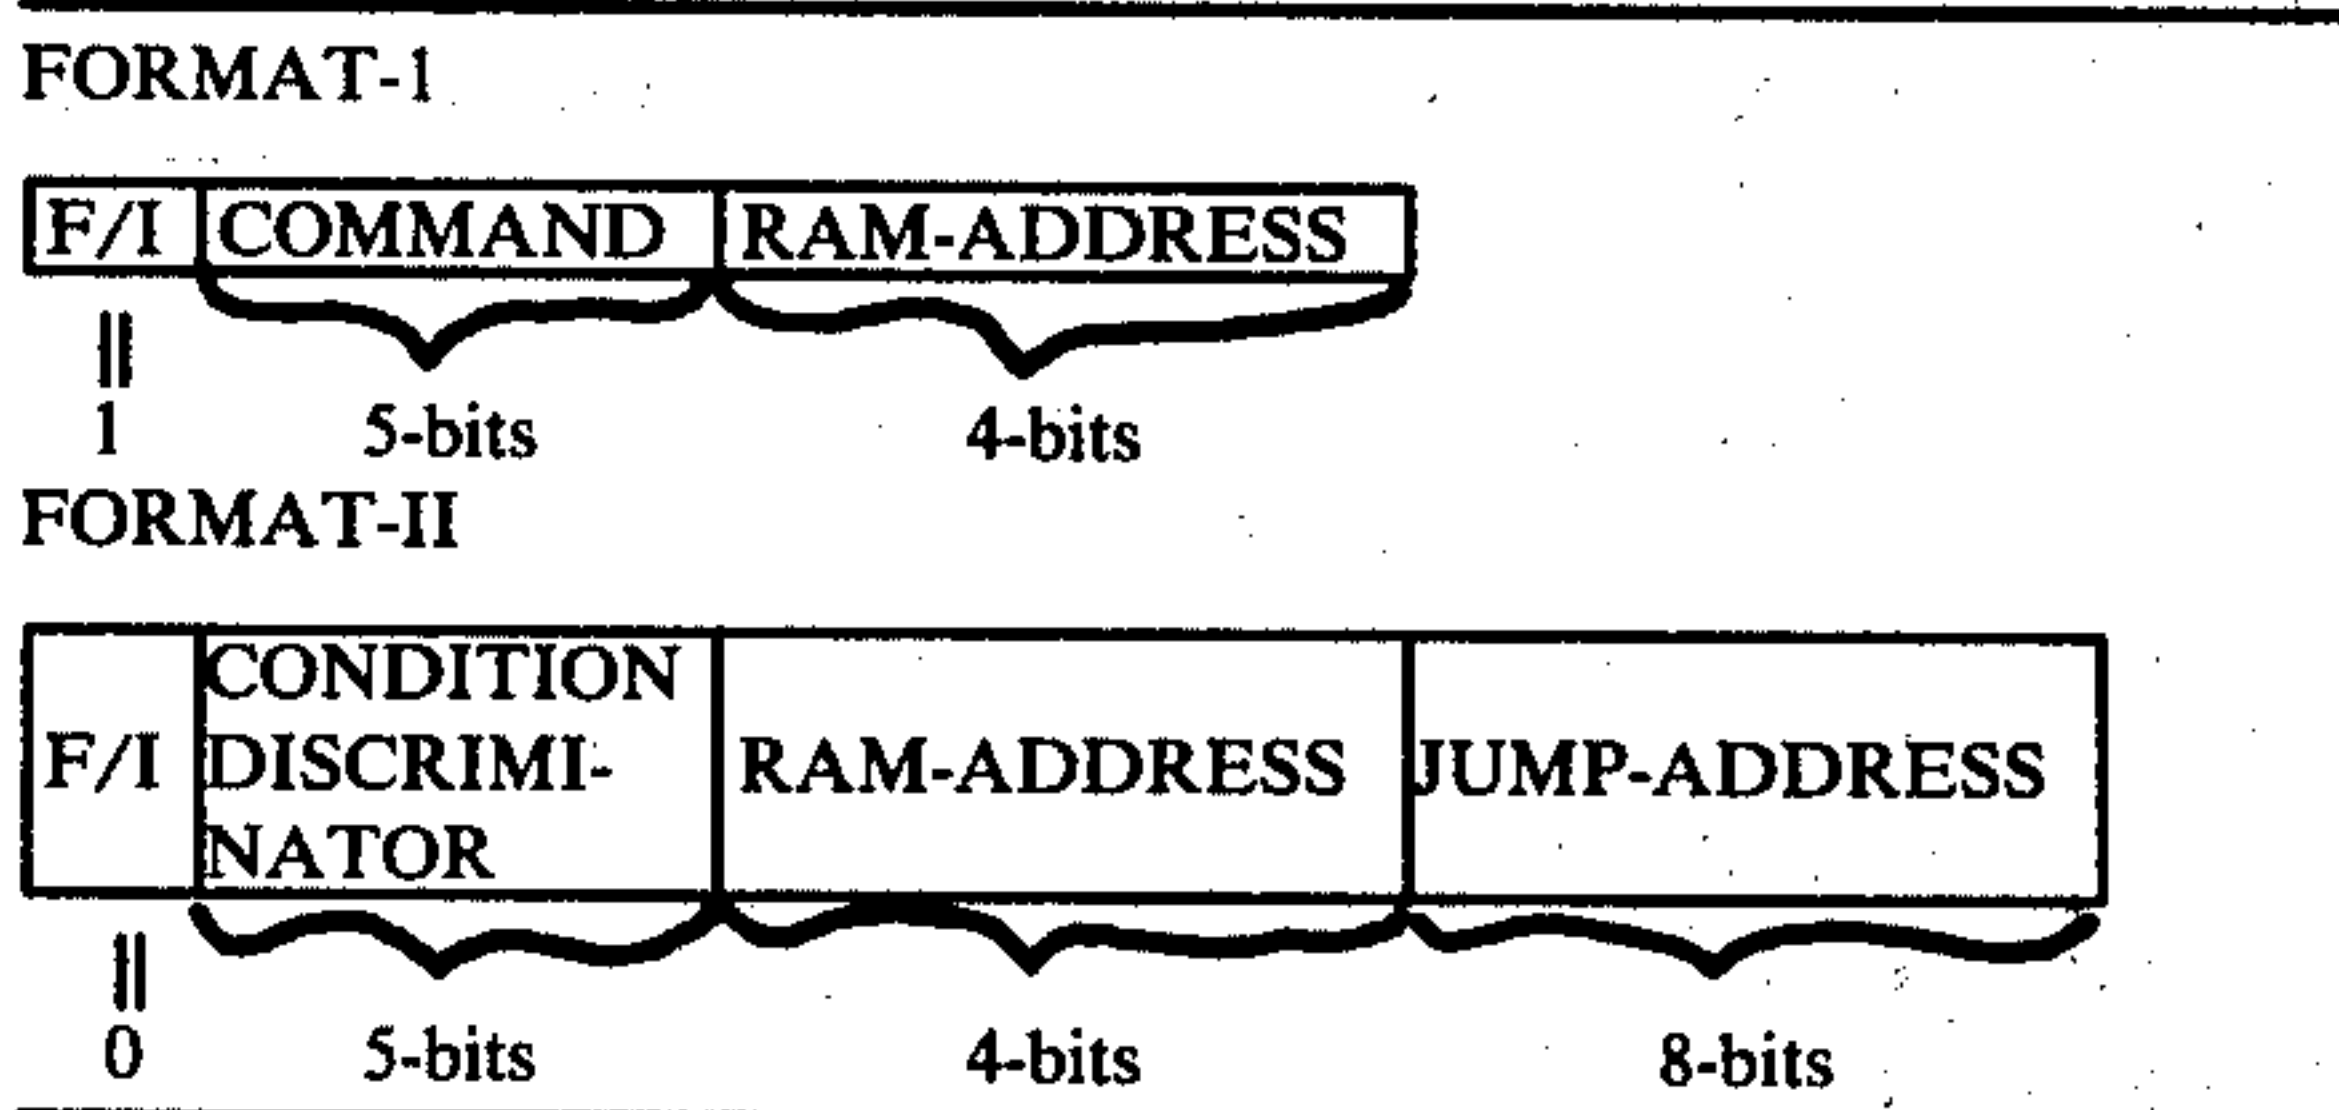 FORMAT-1
F/I COMMAND RAM-ADDRESS
||
1 5-bits 4-bits
FORMAT-II
CONDITION
F/I DISCRIMI- RAM-ADDRESS JUMP-ADDRESS
NATOR
||
0 5-bits 4-bits 8-bits